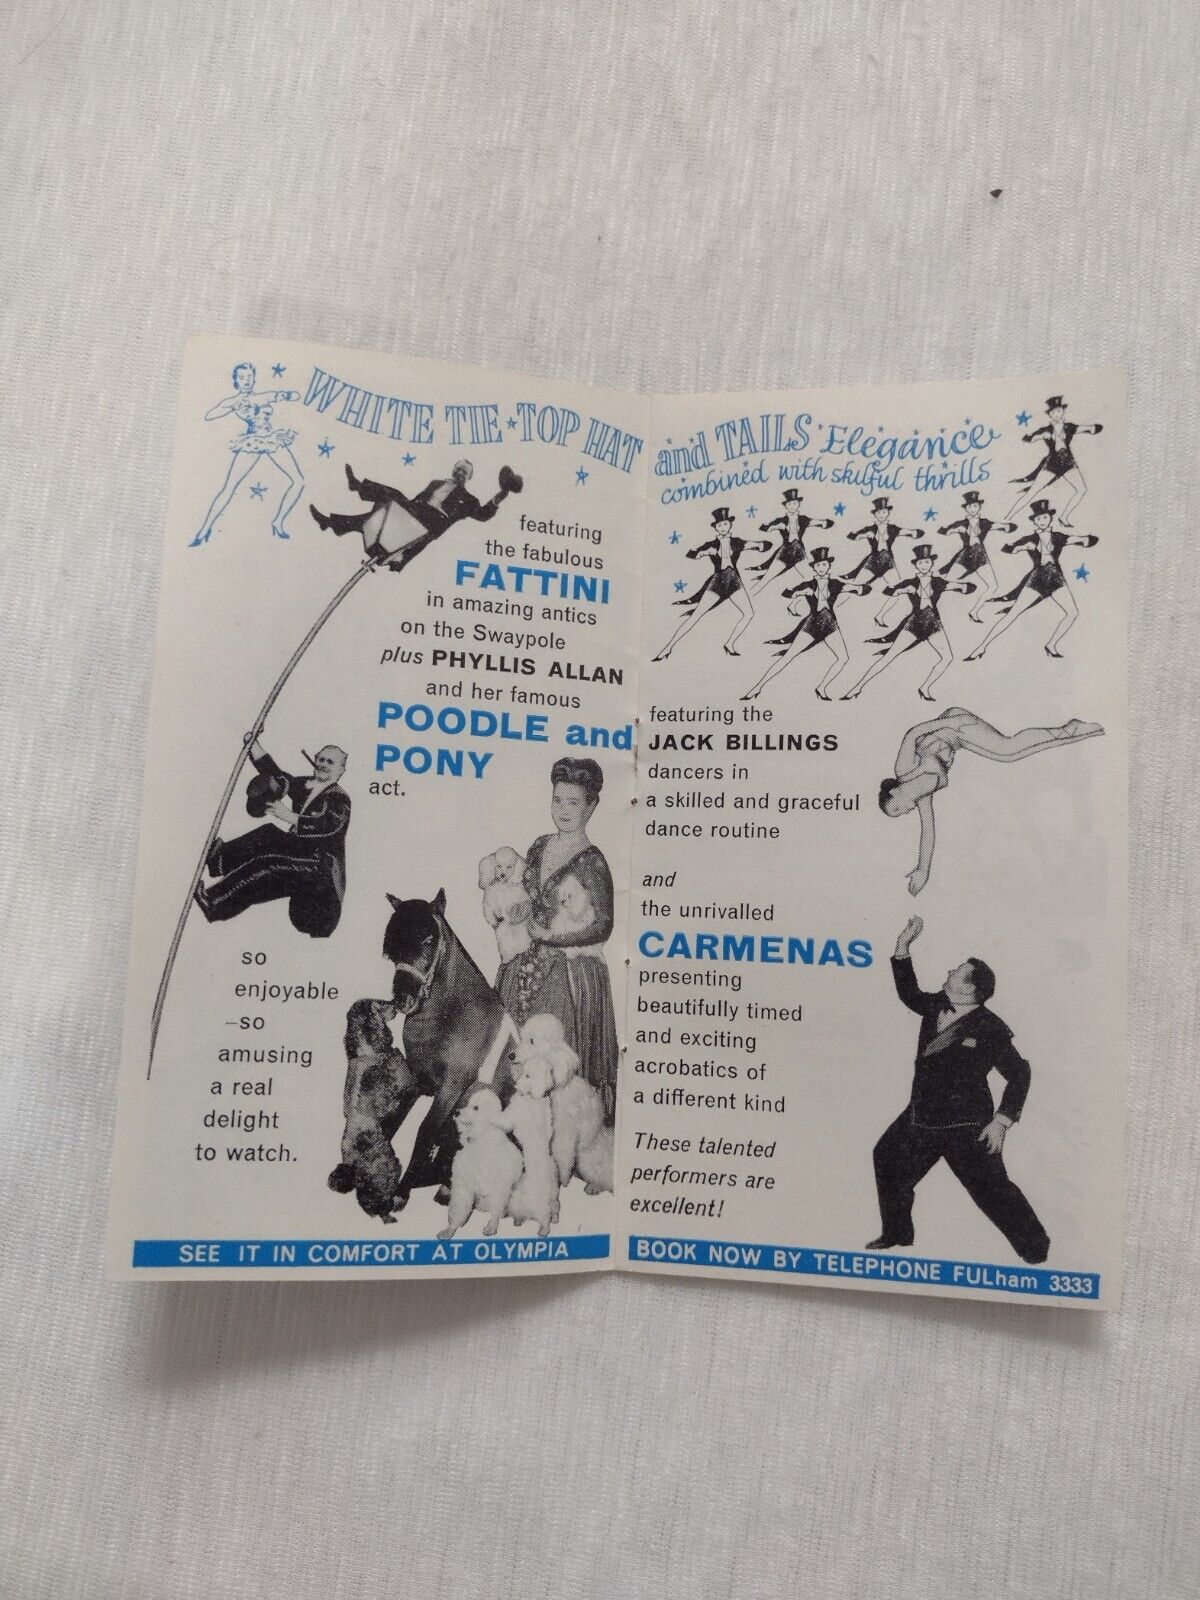 WHITE TIE TOP HAT
featuring
the fabulous
FATTINI
in amazing antics
on the Swaypole
plus PHYLLIS ALLAN
and her famous
POODLE and
PONY
act.
so
enjoyable
–so
amusing
a real
delight
to watch.
SEE IT IN COMFORT AT OLYMPIA
and TAILS Elegance
combined with skilful thrills
featuring the
JACK BILLINGS
dancers in
a skilled and graceful
dance routine
and
the unrivalled
CARMENAS
presenting
beautifully timed
and exciting
acrobatics of
a different kind
These talented
performers are
excellent!
BOOK NOW BY TELEPHONE FULham 3333